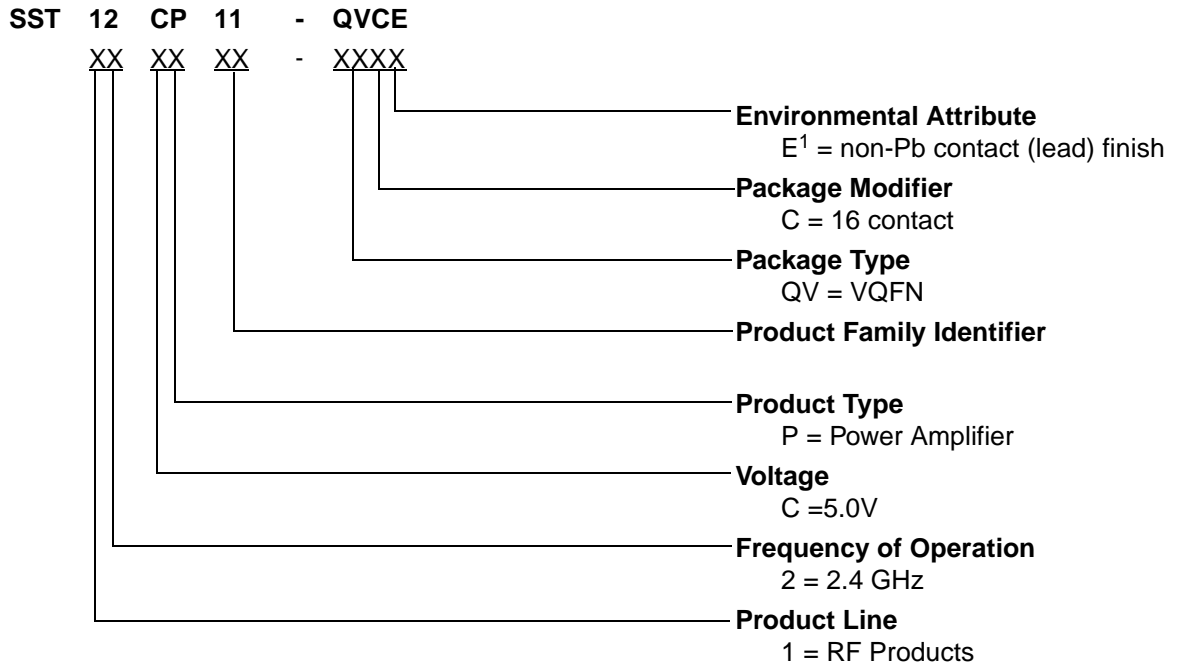 SST 12 CP 11 - QVCE
XX XX XX - XXXX
Environmental Attribute
E1 = non-Pb contact (lead) finish
Package Modifier
C = 16 contact
Package Type
QV = VQFN
Product Family Identifier
Product Type
P = Power Amplifier
Voltage
C =5.0V
Frequency of Operation
2 = 2.4 GHz
Product Line
1 = RF Products